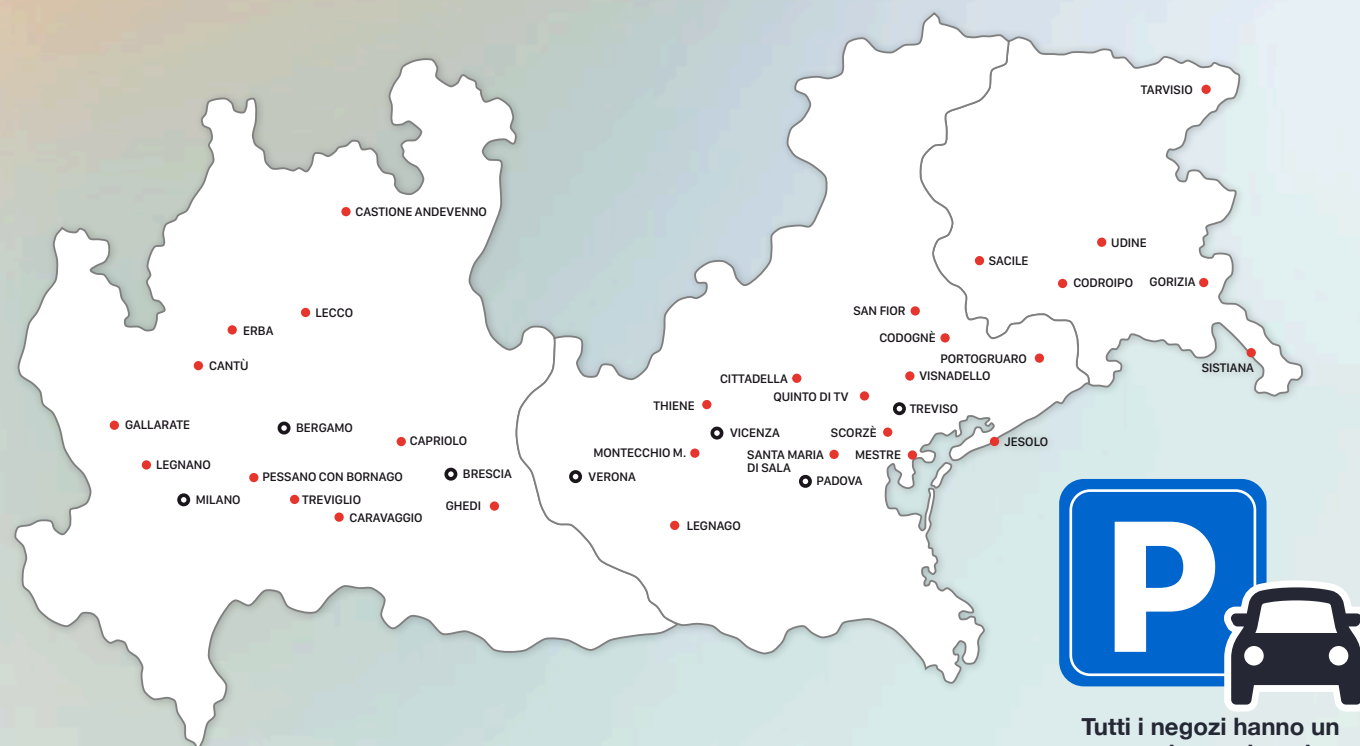 TARVISIO
CASTIONE ANDEVENNO
UDINE
SACILE
CODROIPO
GORIZIA
LECCO
SAN FIOR
ERBA
CODOGNÈ
PORTOGRUARO
CANTÙ
SISTIANA
CITTADELLA
VISNADELLO
QUINTO DI TV
THIENE
TREVISO
GALLARATE
BERGAMO
VICENZA
SCORZÈ
CAPRIOLO
JESOLO
MONTECCHIO M.
SANTA MARIA
DI SALA
MESTRE
LEGNANO
PESSANO CON BORNAGO
BRESCIA
VERONA
PADOVA
MILANO
TREVIGLIO
GHEDI
CARAVAGGIO
LEGNAGO
P
Tutti i negozi hanno un